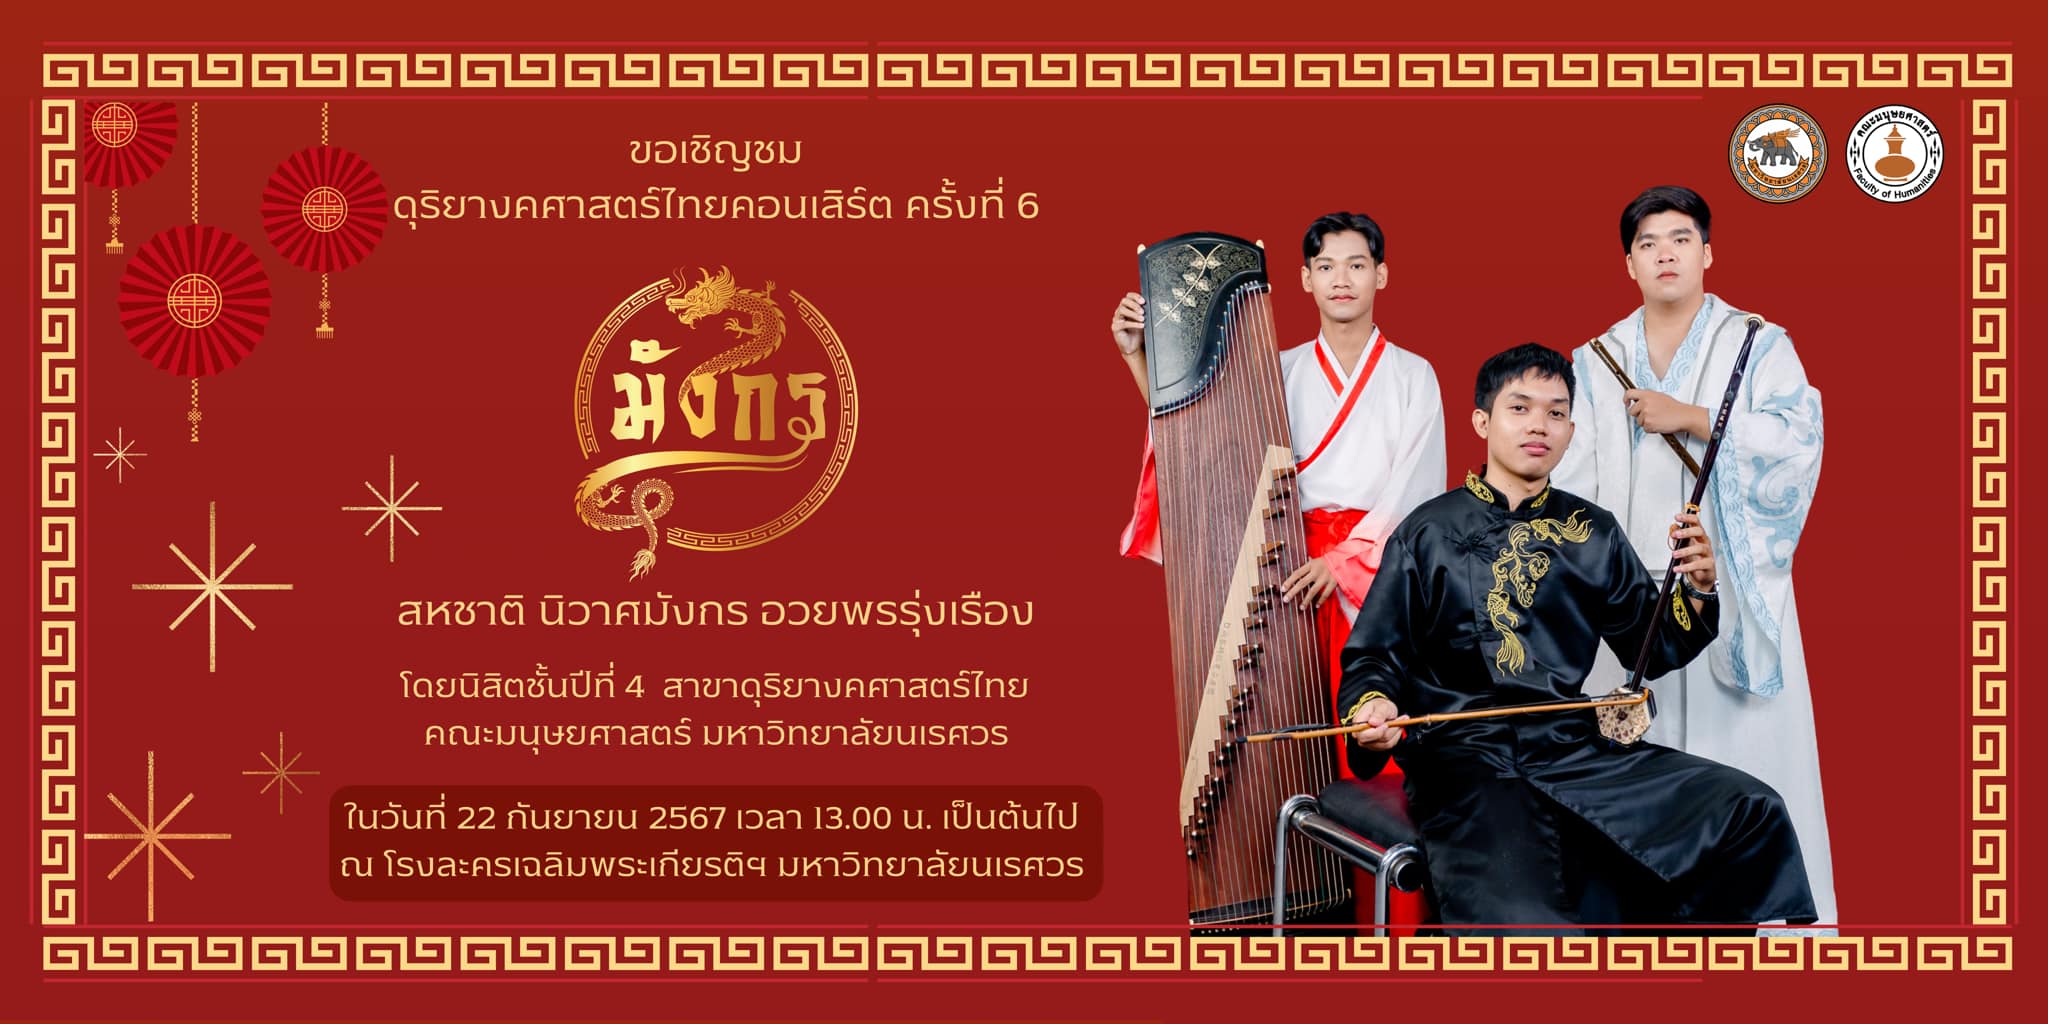 ขอเชิญชม
ดุริยางคศาสตร์ไทยคอนเสิร์ต ครั้งที่ 6
คณะมนุษยศาสตร์
Faculty of Humanities
มังกร
สหชาติ นิวาศมังกร อวยพรรุ่งเรือง
โดยนิสิตชั้นปีที่ 4 สาขาดุริยางคศาสตร์ไทย
คณะมนุษยศาสตร์ มหาวิทยาลัยนเรศวร
ในวันที่ 22 กันยายน 2567 เวลา 13.00 น. เป็นต้นไป
ณ โรงละครเฉลิมพระเกียรติฯ มหาวิทยาลัยนเรศวร